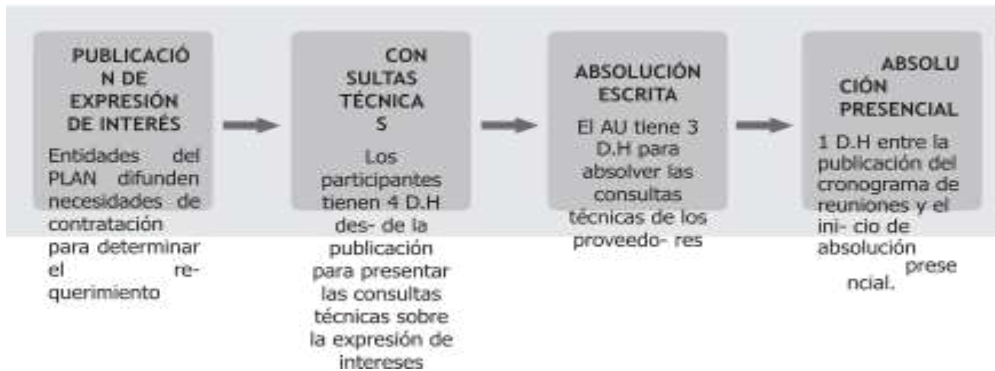 PUBLICACIÓ
N DE
EXPRESIÓN
DE INTERÉS
Entidades del
PLAN difunden
necesidades de
contratación
para determinar
el re-
querimiento
CON
SULTAS
TÉCNICA
S
Los
participantes
tienen 4 D.H
des- de la
publicación
para presentar
las consultas
técnicas sobre
la expresión de
intereses
ABSOLUCIÓN
ESCRITA
El AU tiene 3
D.H para
absolver las
consultas
técnicas de los
proveedo- res
ABSOLU
CIÓN
PRESENCIAL
1 D.H entre la
publicación del
cronograma de
reuniones y el
ini- cio de
absolución
prese
ncial.